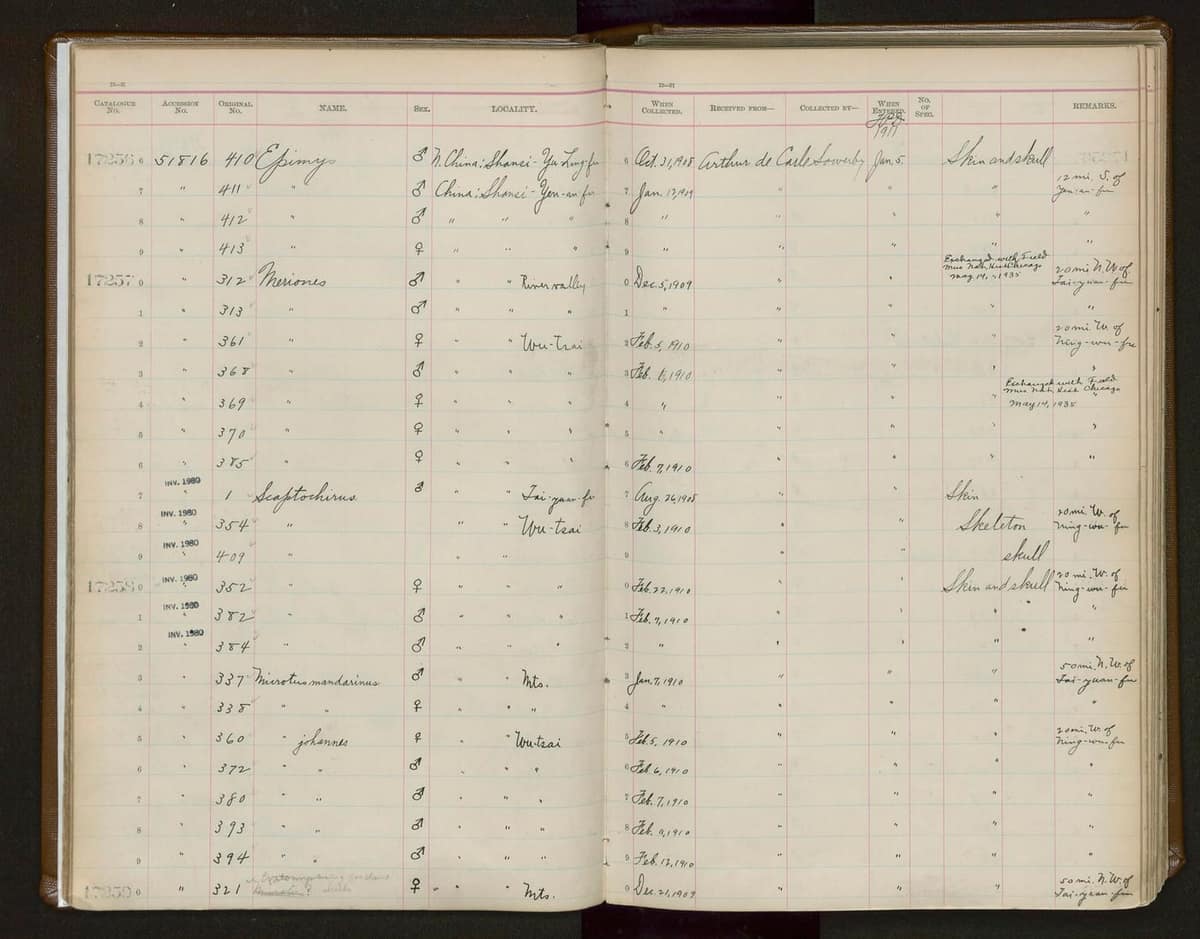 CATALOGUE No. ACCESSION No. ORIGINAL No. NAME. SEX. LOCALITY. WHEN COLLECTED. RECEIVED FROM— COLLECTED BY— WHEN ENTERED. No. OF SPEC. REMARKS.
1911
17256 6 51816 410 Epimys ♂ N. China: Shansi - Yu-Ling-fu 6 Oct. 31, 1908 Arthur de Carle Sowerby Jan. 5 Skin and skull
7 " 411 " ♂ China: Shansi - Yen-an-fu 7 Jan. 17, 1909 " " " 12 mi. S. of Yen-an-fu
8 " 412 " ♂ " " " 8 " " " " "
9 " 413 " ♀ " " " 9 " " " " "
Exchanged with Field Mus. Nat. Hist. Chicago May 14, 1935
17257 0 " 312 Meriones ♂ " " River valley 0 Dec. 5, 1909 " " " 20 mi. N.W. of Tai-yuan-fu
1 " 313 " ♂ " " " 1 " " " " "
2 " 361 " ♀ " " Wu-tsai 2 Feb. 5, 1910 " " " 20 mi. W. of Ning-wu-fu
3 " 368 " ♂ " " " 3 Feb. 6, 1910 " " " "
Exchanged with Field Mus. Nat. Hist. Chicago May 14, 1935
4 " 369 " ♀ " " " 4 " " " " "
5 " 370 " ♀ " " " 5 " " " " "
6 " 385 " ♀ " " " 6 Feb. 7, 1910 " " " "
INV. 1980
7 " 1 Scaptochirus ♂ " " Tai-yuan-fu 7 Aug. 26, 1908 " " Skin
INV. 1980
8 " 354 " " " Wu-tsai 8 Feb. 3, 1910 " " Skeleton 20 mi. W. of Ning-wu-fu
INV. 1980
9 409 " " " 9 " " skull
INV. 1980
17258 0 " 352 " ♀ " " " 0 Feb. 22, 1910 " " Skin and skull 20 mi. W. of Ning-wu-fu
INV. 1980
1 " 382 " ♂ " " " 1 Feb. 7, 1910 " " " "
INV. 1980
2 " 384 " ♂ " " " 2 " " " " "
3 " 337 Microtus mandarinus ♂ " " Mts. 3 Jan. 7, 1910 " " " 50 mi. N.W. of Tai-yuan-fu
4 " 338 " " ♀ " " " 4 " " " " "
5 " 360 " johannes ♀ " " Wu-tsai 5 Feb. 5, 1910 " " " 20 mi. W. of Ning-wu-fu
6 " 372 " " ♂ " " " 6 Feb. 6, 1910 " " " "
7 " 380 " " ♂ " " " 7 Feb. 7, 1910 " " " "
8 " 393 " " ♂ " " " 8 Feb. 9, 1910 " " " "
9 " 394 " " ♂ " " " 9 Feb. 12, 1910 " " " "
17259 0 " 321 ♀ " " Mts. 0 Dec. 21, 1909 " " " 50 mi. N.W. of Tai-yuan-fu